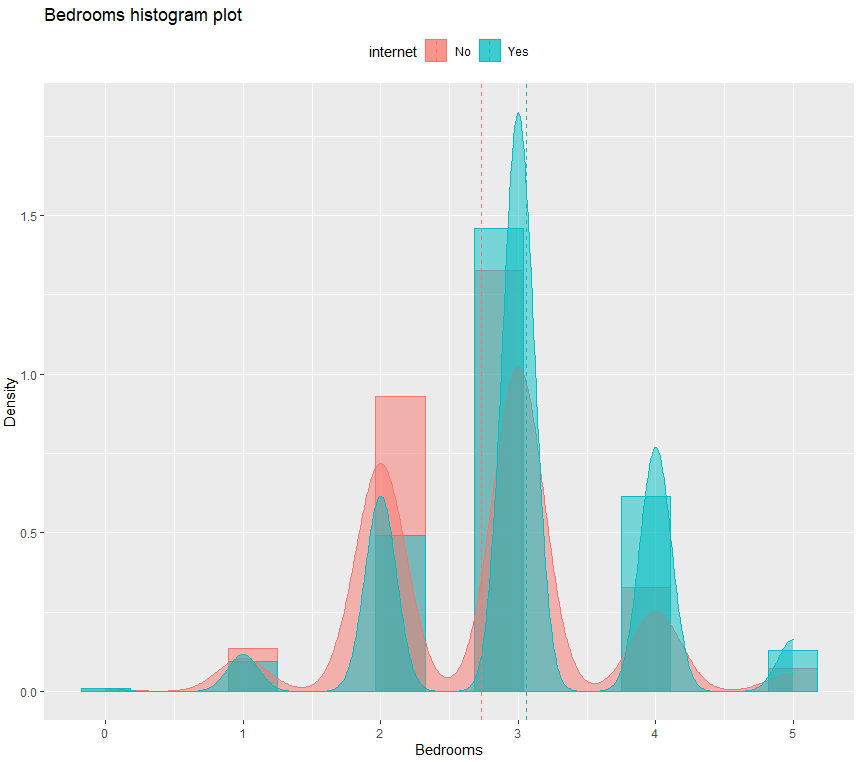 Bedrooms histogram plot
internet No Yes
1.5
1.0
Density
0.5
0.0
0 1 2 3 4 5
Bedrooms